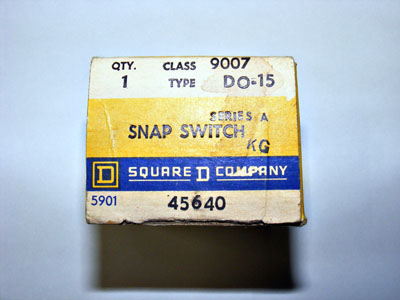 QTY. CLASS 9007
1 TYPE DO-15
SERIES A
SNAP SWITCH
KG
D SQUARE D COMPANY
5901 45640